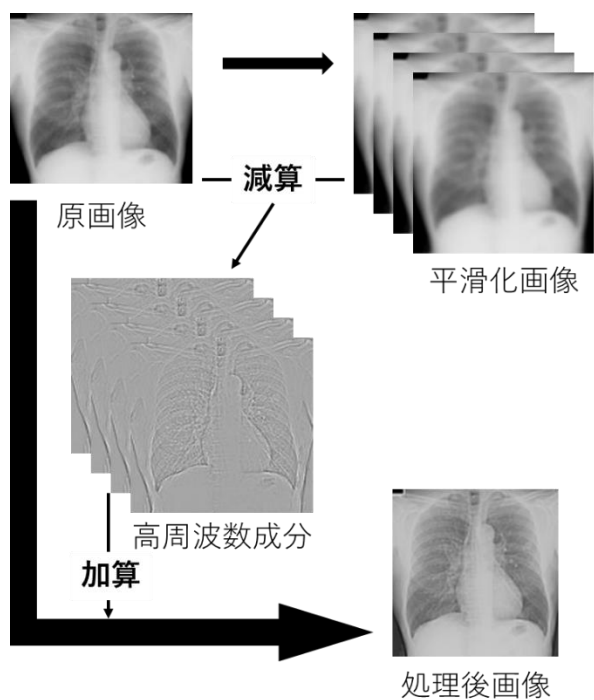 減算
原画像
平滑化画像
高周波数成分
加算
処理後画像